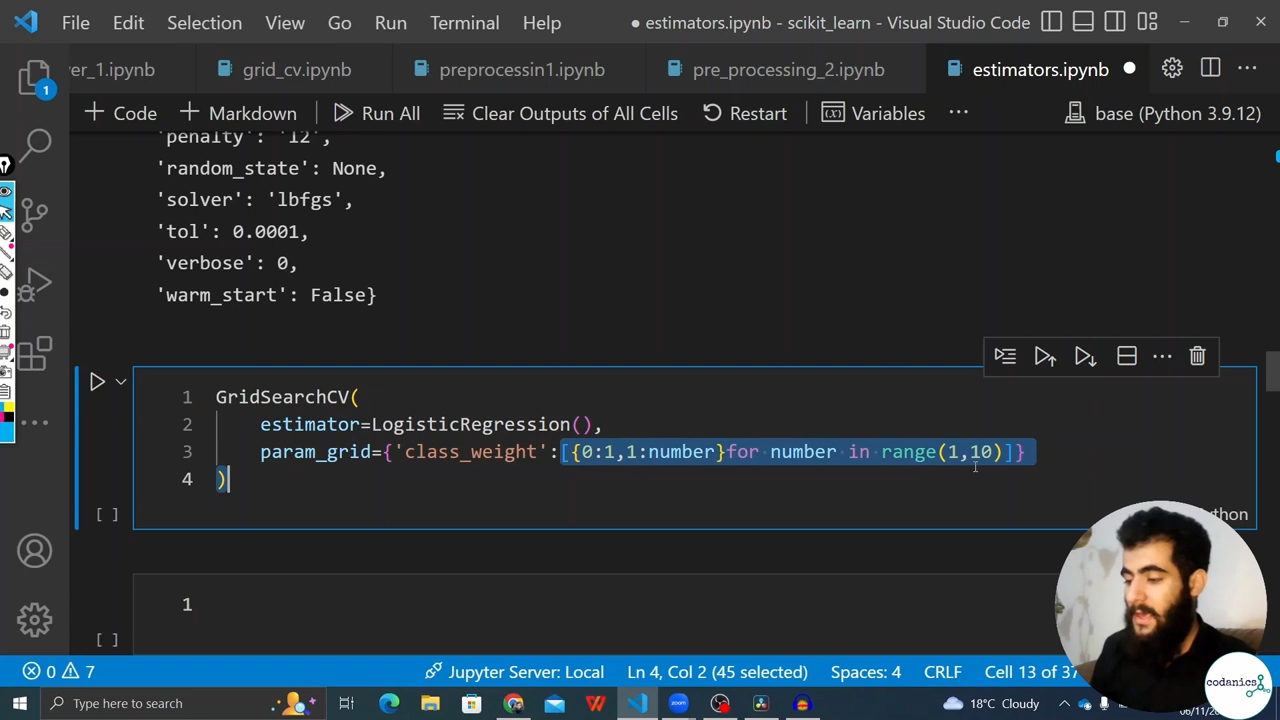 File Edit Selection View Go Run Terminal Help
● estimators.ipynb - scikit_learn - Visual Studio Code
er_1.ipynb grid_cv.ipynb preprocessin1.ipynb pre_processing_2.ipynb estimators.ipynb
+ Code + Markdown Run All Clear Outputs of All Cells Restart Variables ... base (Python 3.9.12)
1
'penalty': 'l2',
'random_state': None,
'solver': 'lbfgs',
'tol': 0.0001,
'verbose': 0,
'warm_start': False}
1 GridSearchCV(
2 estimator=LogisticRegression(),
3 param_grid={'class_weight':[{0:1,1:number}for number in range(1,10)]}
4 )
[ ] ython
1
[ ]
0 7 Jupyter Server: Local Ln 4, Col 2 (45 selected) Spaces: 4 CRLF Cell 13 of 37
codanics
Type here to search 18°C Cloudy
06/11/20